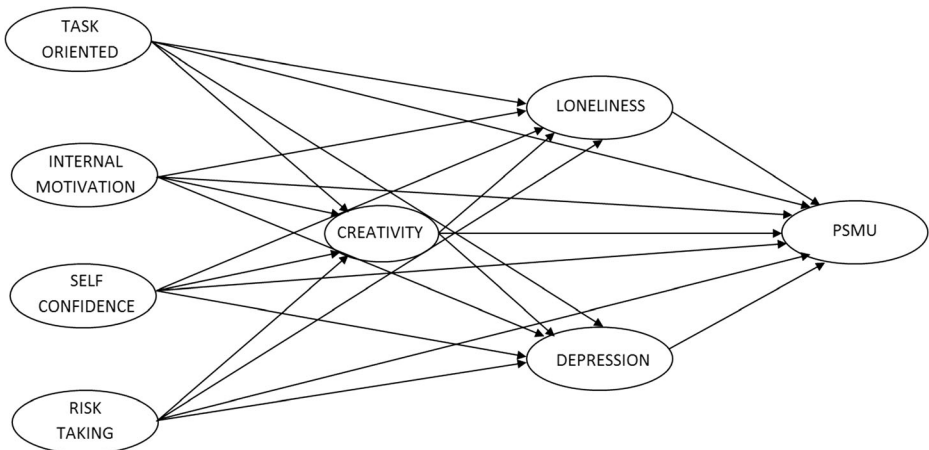 TASK
ORIENTED
LONELINESS
INTERNAL
MOTIVATION
CREATIVITY
PSMU
SELF
CONFIDENCE
DEPRESSION
RISK
TAKING